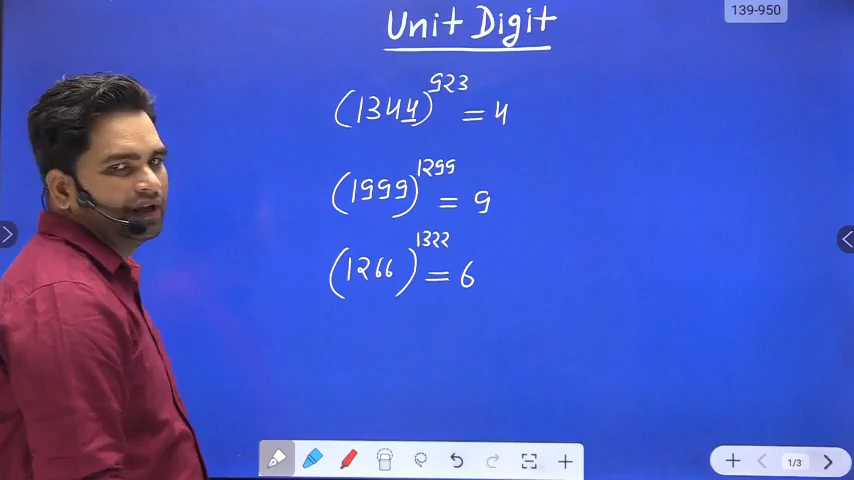 139-950
Unit Digit
(1344)^923 = 4
(1999)^1299 = 9
(1266)^1322 = 6
1/3